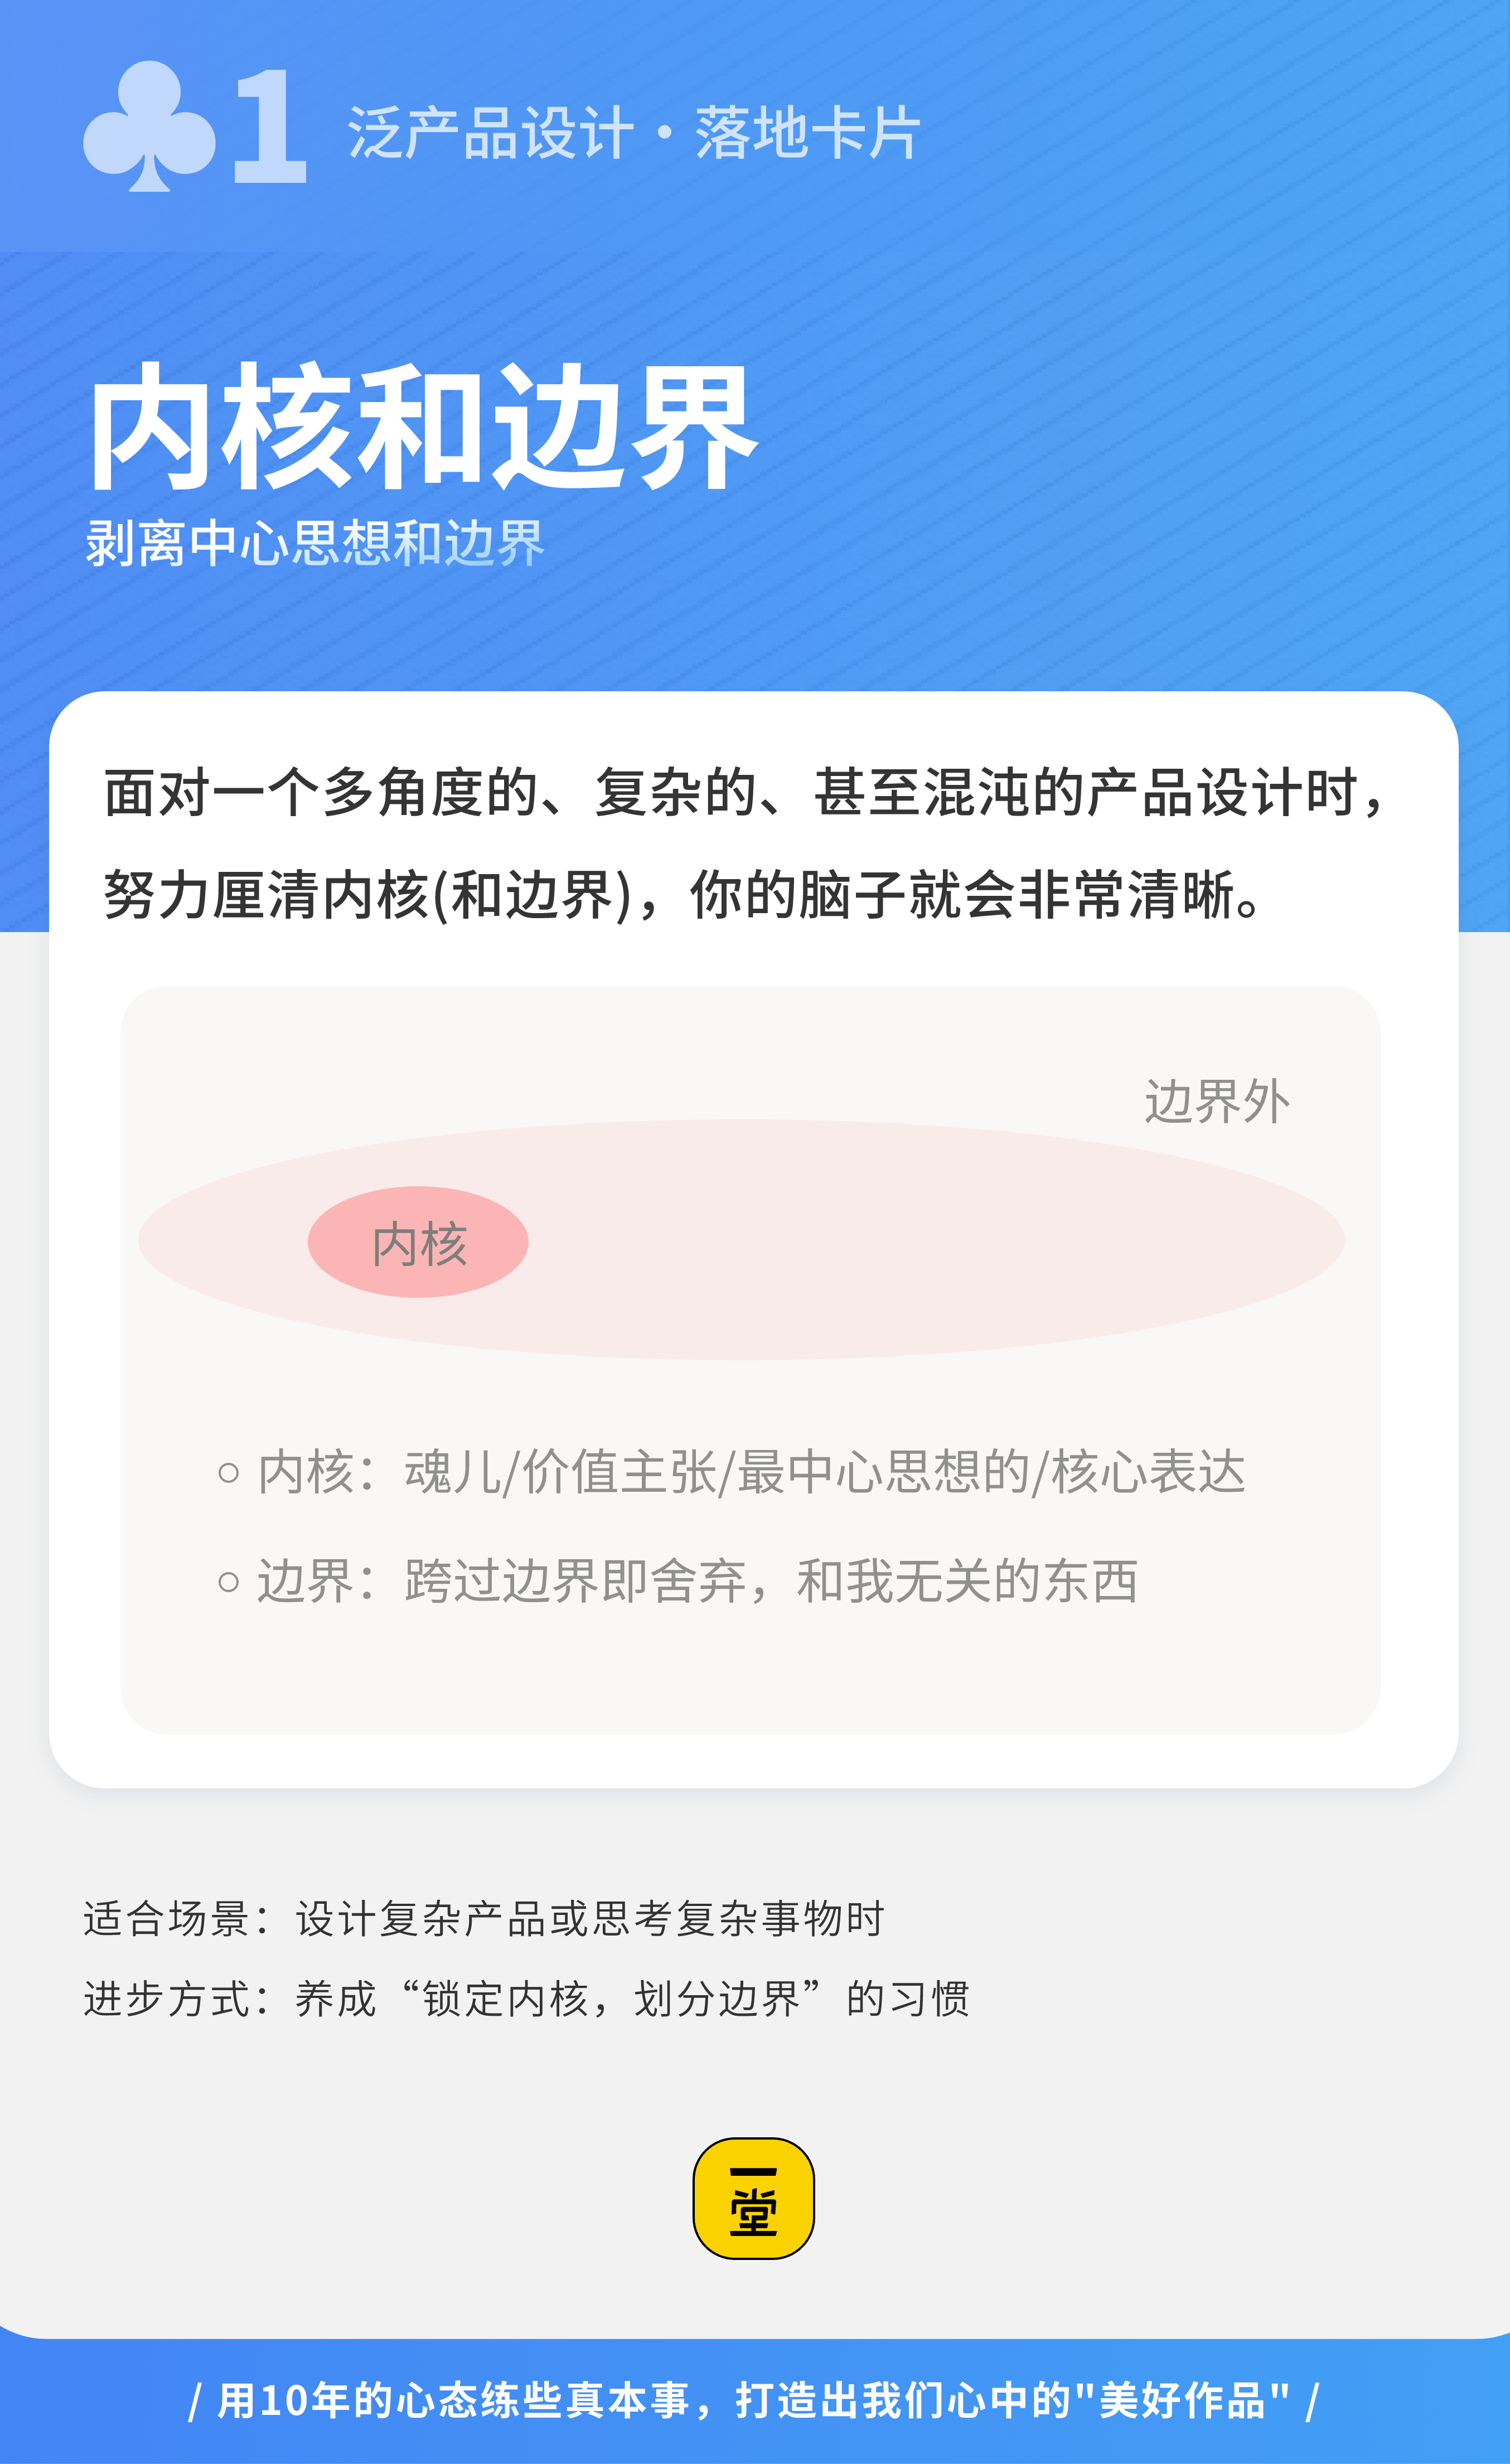 ♣1 泛产品设计·落地卡片
内核和边界
剥离中心思想和边界
面对一个多角度的、复杂的、甚至混沌的产品设计时，
努力厘清内核(和边界)，你的脑子就会非常清晰。
边界外
内核
○ 内核：魂儿/价值主张/最中心思想的/核心表达
○ 边界：跨过边界即舍弃，和我无关的东西
适合场景：设计复杂产品或思考复杂事物时
进步方式：养成“锁定内核，划分边界”的习惯
一
堂
/ 用10年的心态练些真本事，打造出我们心中的"美好作品" /